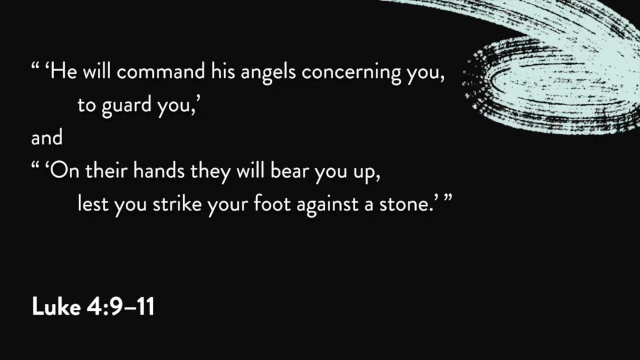 “ ‘He will command his angels concerning you,
to guard you,’
and
“ ‘On their hands they will bear you up,
lest you strike your foot against a stone.’ ”
Luke 4:9–11